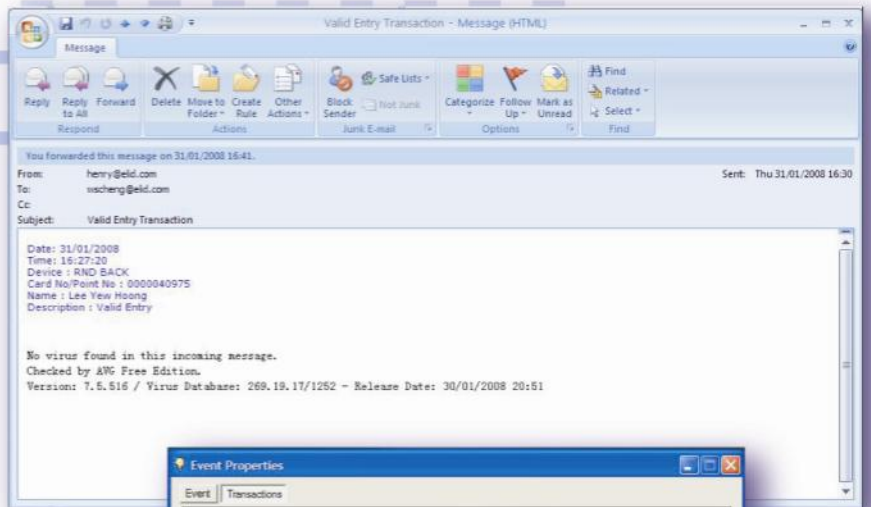 Valid Entry Transaction - Message (HTML)
Message
Reply
Reply to All
Forward
Respond
Delete
Move to Folder
Create Rule
Other Actions
Actions
Block Sender
Safe Lists
Not Junk
Junk E-mail
Categorize
Follow Up
Mark as Unread
Options
Find
Related
Select
Find
You forwarded this message on 31/01/2008 16:41.
From: henry@elid.com
Sent: Thu 31/01/2008 16:30
To: wscheng@elid.com
Cc:
Subject: Valid Entry Transaction
Date: 31/01/2008
Time: 16:27:20
Device : RND BACK
Card No/Point No : 0000040975
Name : Lee Yew Hoong
Description : Valid Entry
No virus found in this incoming message.
Checked by AVG Free Edition.
Version: 7.5.516 / Virus Database: 269.19.17/1252 - Release Date: 30/01/2008 20:51
Event Properties
Event
Transactions